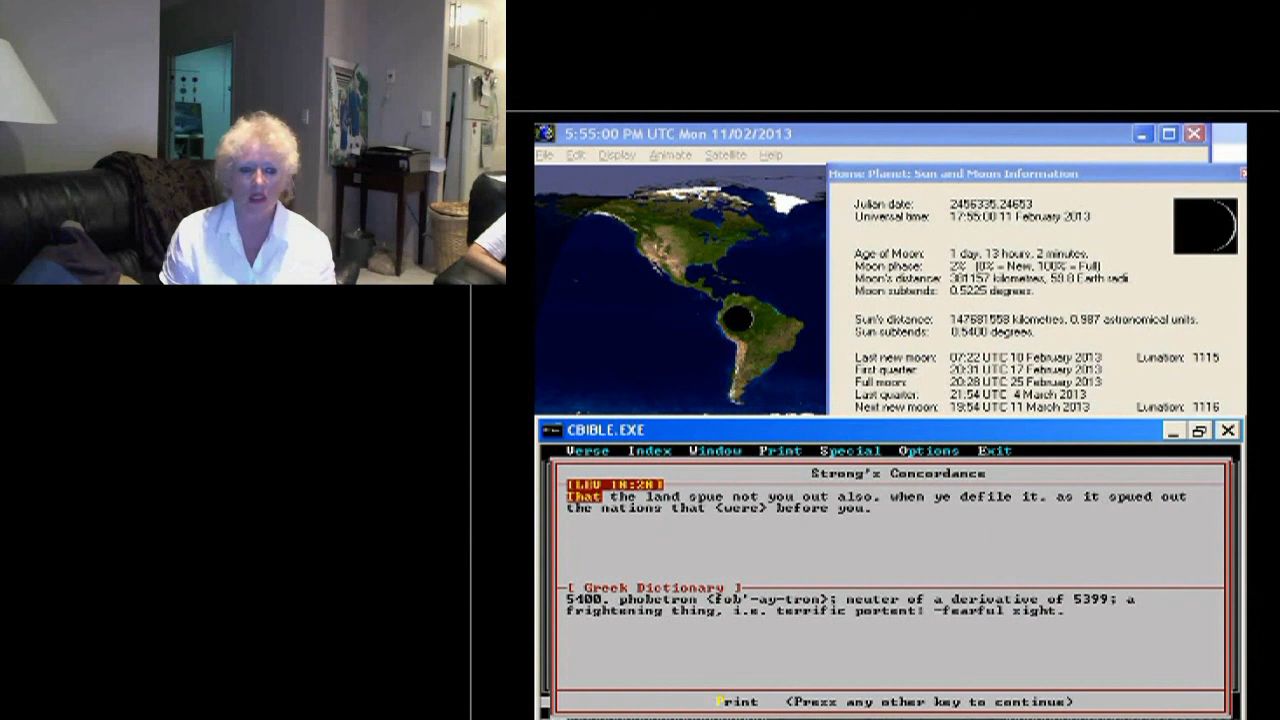 5:55:00 PM UTC Mon 11/02/2013
File Edit Display Animate Satellite Help
Home Planet: Sun and Moon Information
Julian date: 2456335.24653
Universal time: 17:55:00 11 February 2013
Age of Moon: 1 day, 13 hours, 2 minutes.
Moon phase: 2% (0% = New, 100% = Full)
Moon's distance: 381157 kilometres, 59.8 Earth radii
Moon subtends: 0.5225 degrees.
Sun's distance: 147681558 kilometres, 0.987 astronomical units.
Sun subtends: 0.5400 degrees.
Last new moon: 07:22 UTC 10 February 2013 Lunation: 1115
First quarter: 20:31 UTC 17 February 2013
Full moon: 20:28 UTC 25 February 2013
Last quarter: 21:54 UTC 4 March 2013
Next new moon: 19:54 UTC 11 March 2013 Lunation: 1116
CBIBLE.EXE
Verse Index Window Print Special Options Exit
Strong's Concordance
[LEV 18:28]
That the land spue not you out also, when ye defile it, as it spued out
the nations that <were> before you.
[ Greek Dictionary ]
5400. phobetron <fob'-ay-tron>; neuter of a derivative of 5399; a
frightening thing, i.e. terrific portent: -fearful sight.
Print <Press any other key to continue>